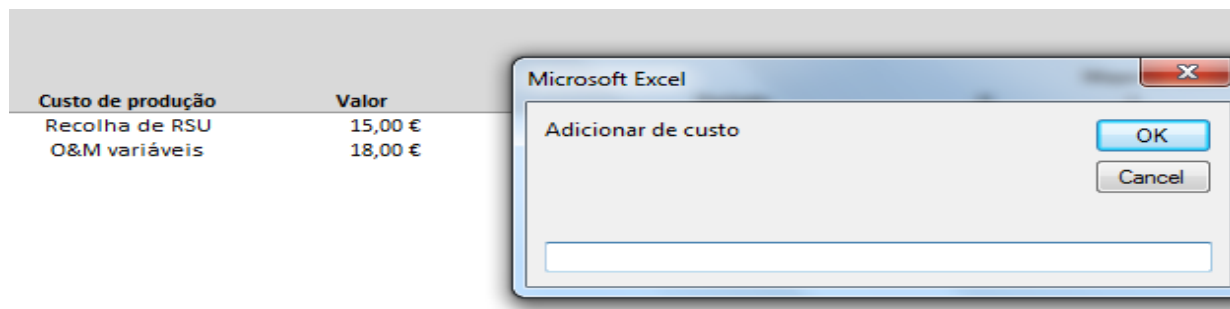 Custo de produção Valor
Recolha de RSU 15,00 €
O&M variáveis 18,00 €
Microsoft Excel
Adicionar de custo
OK
Cancel